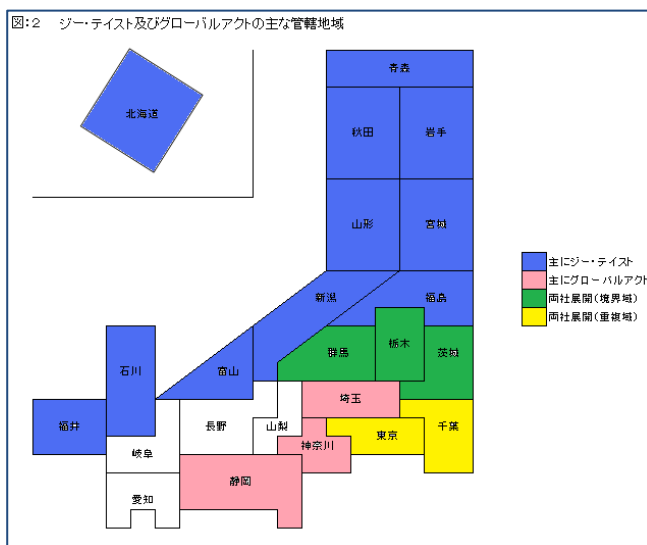 図:2 ジー・テイスト及びグローバルアクトの主な管轄地域
青森
北海道
秋田
岩手
山形
宮城
新潟
福島
主にジー・テイスト
主にグローバルアクト
両社展開(境界域)
両社展開(重複域)
群馬
栃木
茨城
石川
富山
埼玉
福井
長野
山梨
東京
千葉
岐阜
神奈川
静岡
愛知